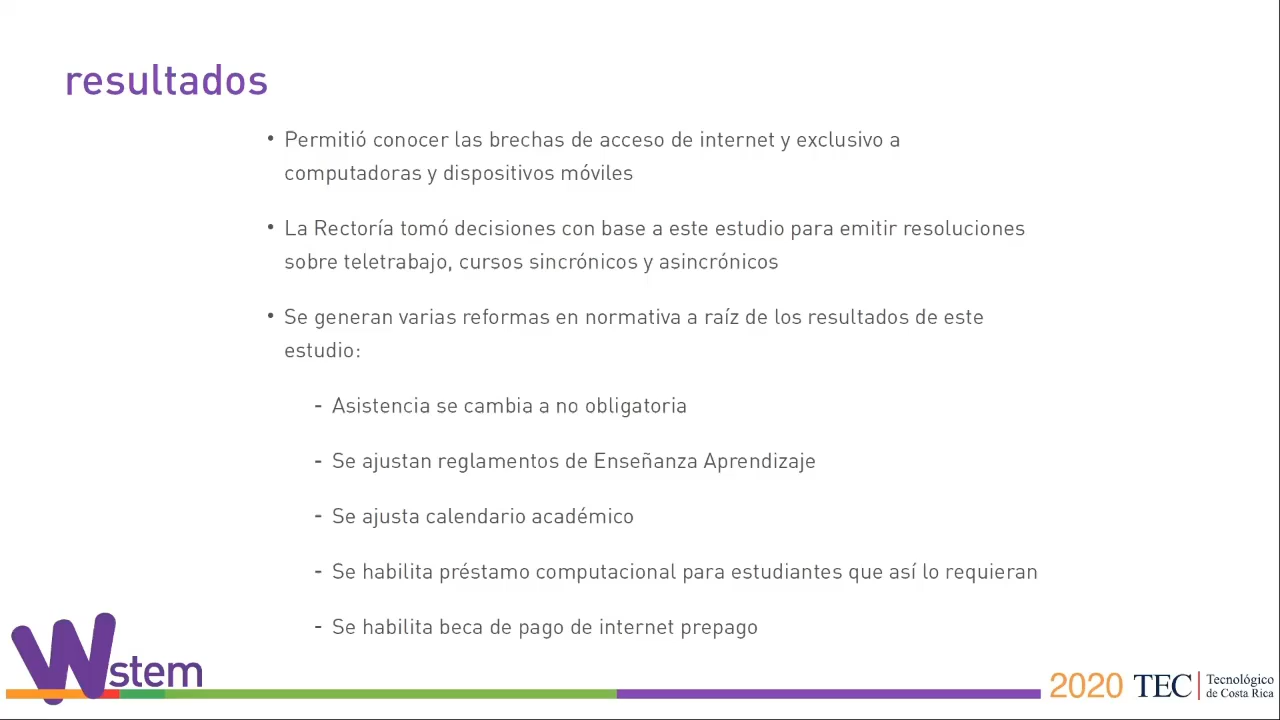 resultados
• Permitió conocer las brechas de acceso de internet y exclusivo a
computadoras y dispositivos móviles
• La Rectoría tomó decisiones con base a este estudio para emitir resoluciones
sobre teletrabajo, cursos sincrónicos y asincrónicos
• Se generan varias reformas en normativa a raíz de los resultados de este
estudio:
- Asistencia se cambia a no obligatoria
- Se ajustan reglamentos de Enseñanza Aprendizaje
- Se ajusta calendario académico
- Se habilita préstamo computacional para estudiantes que así lo requieran
- Se habilita beca de pago de internet prepago
Wstem
2020 TEC | Tecnológico
de Costa Rica